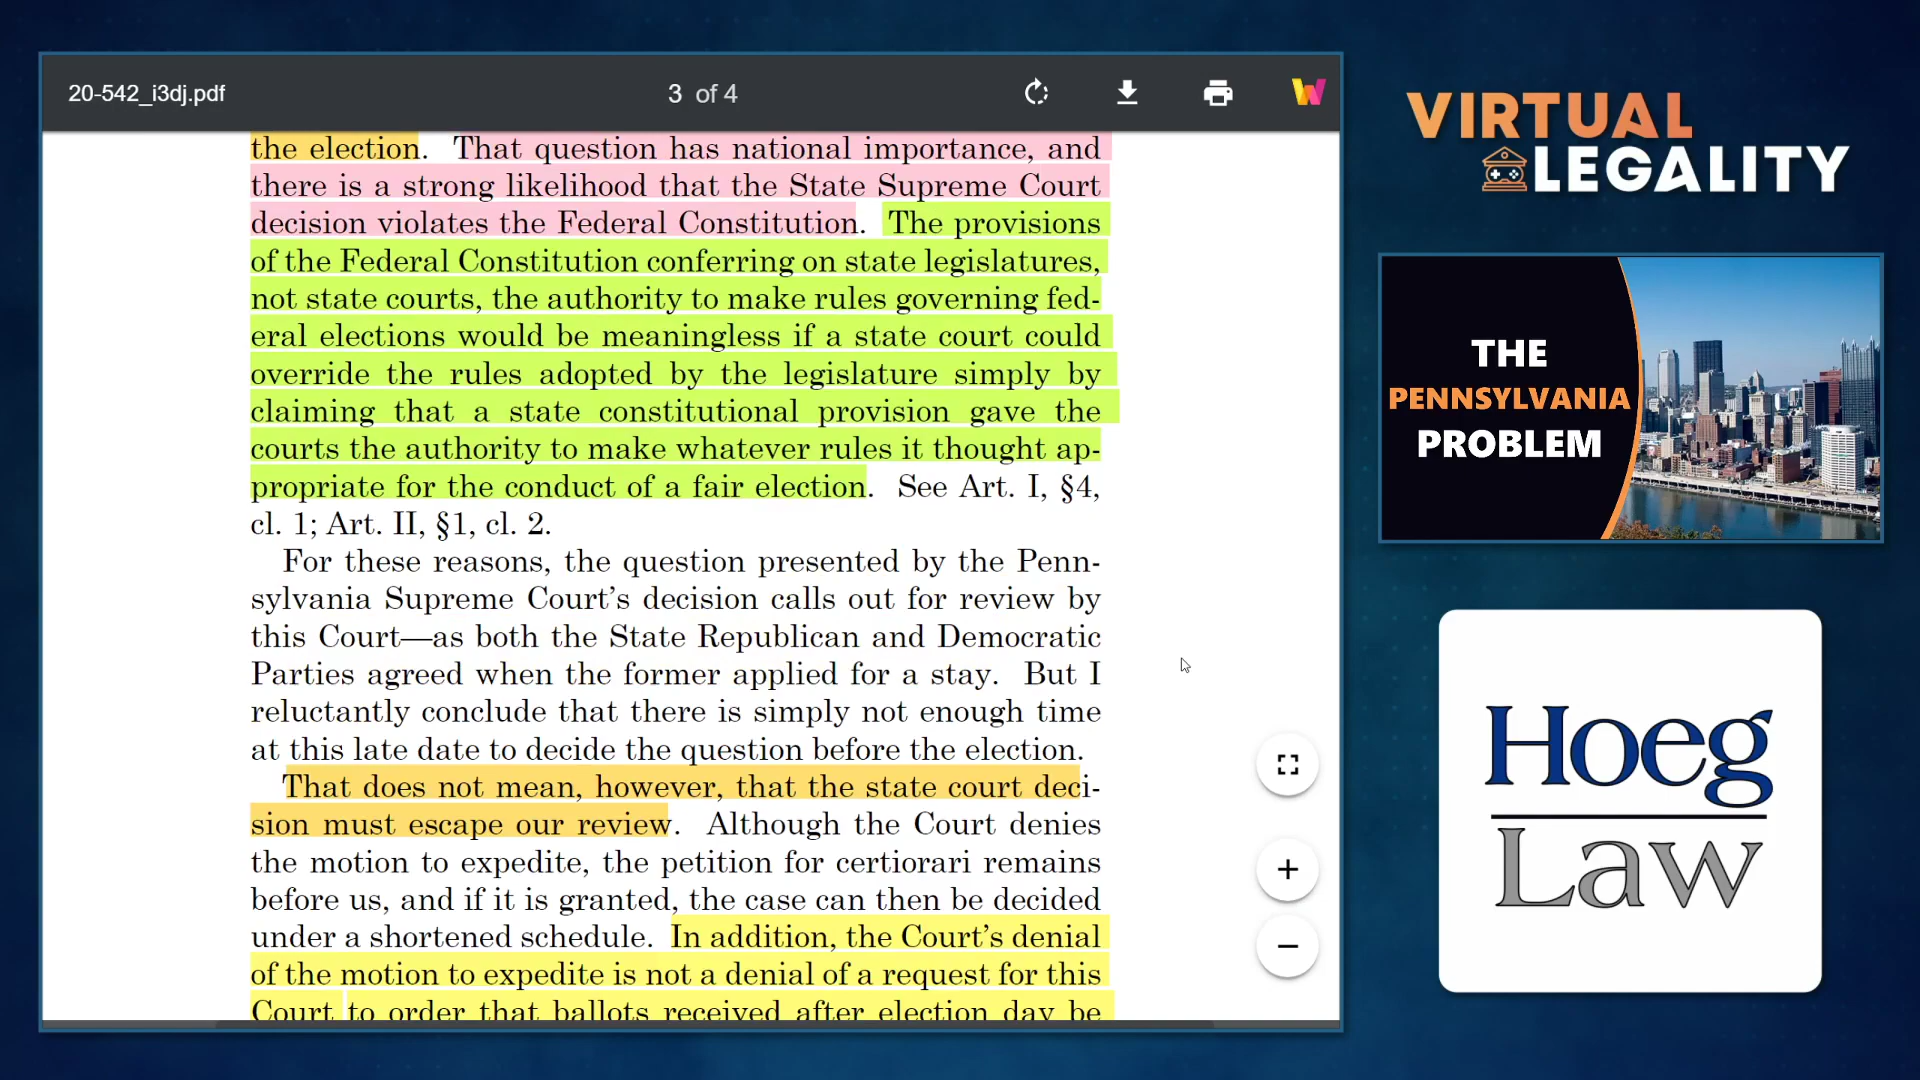 20-542_i3dj.pdf
3 of 4
the election. That question has national importance, and
there is a strong likelihood that the State Supreme Court
decision violates the Federal Constitution. The provisions
of the Federal Constitution conferring on state legislatures,
not state courts, the authority to make rules governing fed-
eral elections would be meaningless if a state court could
override the rules adopted by the legislature simply by
claiming that a state constitutional provision gave the
courts the authority to make whatever rules it thought ap-
propriate for the conduct of a fair election. See Art. I, §4,
cl. 1; Art. II, §1, cl. 2.
For these reasons, the question presented by the Penn-
sylvania Supreme Court’s decision calls out for review by
this Court—as both the State Republican and Democratic
Parties agreed when the former applied for a stay. But I
reluctantly conclude that there is simply not enough time
at this late date to decide the question before the election.
That does not mean, however, that the state court deci-
sion must escape our review. Although the Court denies
the motion to expedite, the petition for certiorari remains
before us, and if it is granted, the case can then be decided
under a shortened schedule. In addition, the Court’s denial
of the motion to expedite is not a denial of a request for this
Court to order that ballots received after election day be
VIRTUAL
LEGALITY
THE
PENNSYLVANIA
PROBLEM
Hoeg
Law